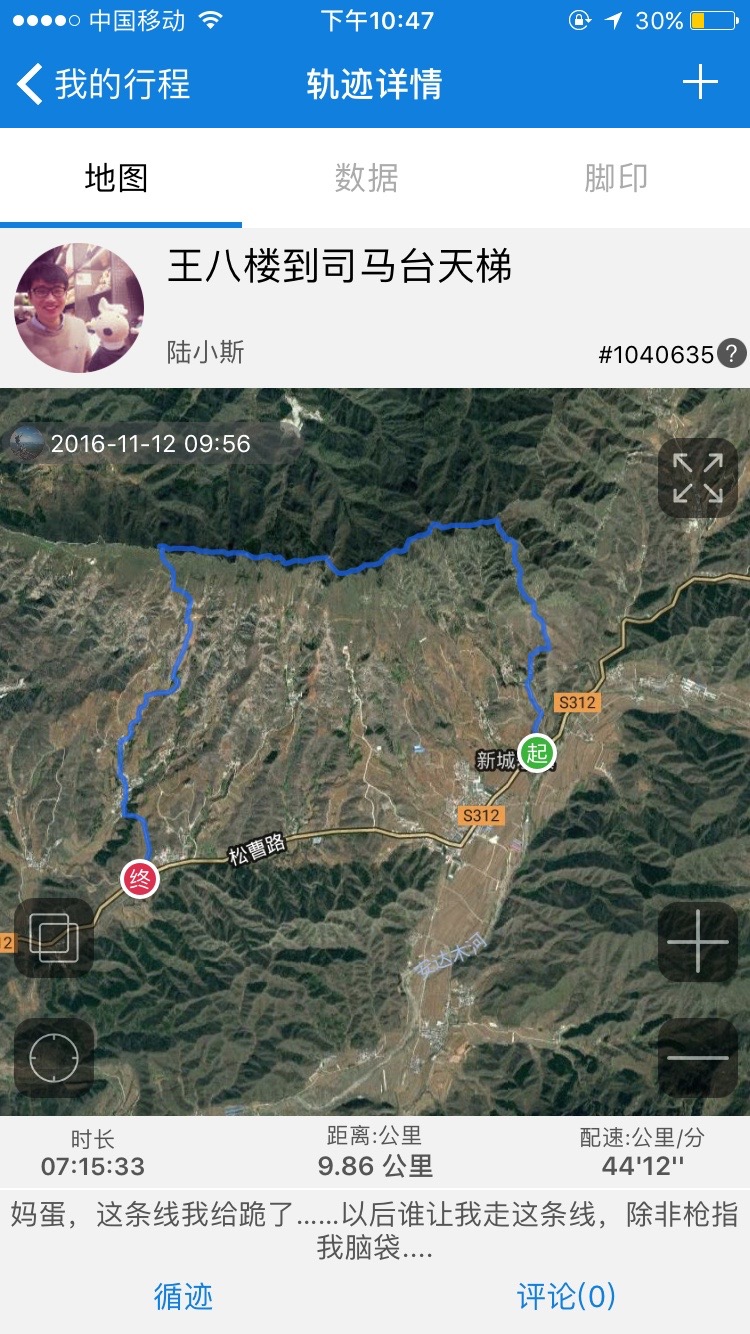 中国移动 下午10:47 30%
我的行程 轨迹详情
地图 数据 脚印
王八楼到司马台天梯
陆小斯 #1040635?
2016-11-12 09:56
S312
新城 起
S312
松曹路
终
12
安达木河
时长 距离:公里 配速:公里/分
07:15:33 9.86 公里 44'12''
妈蛋，这条线我给跪了......以后谁让我走这条线，除非枪指
我脑袋....
循迹 评论(0)